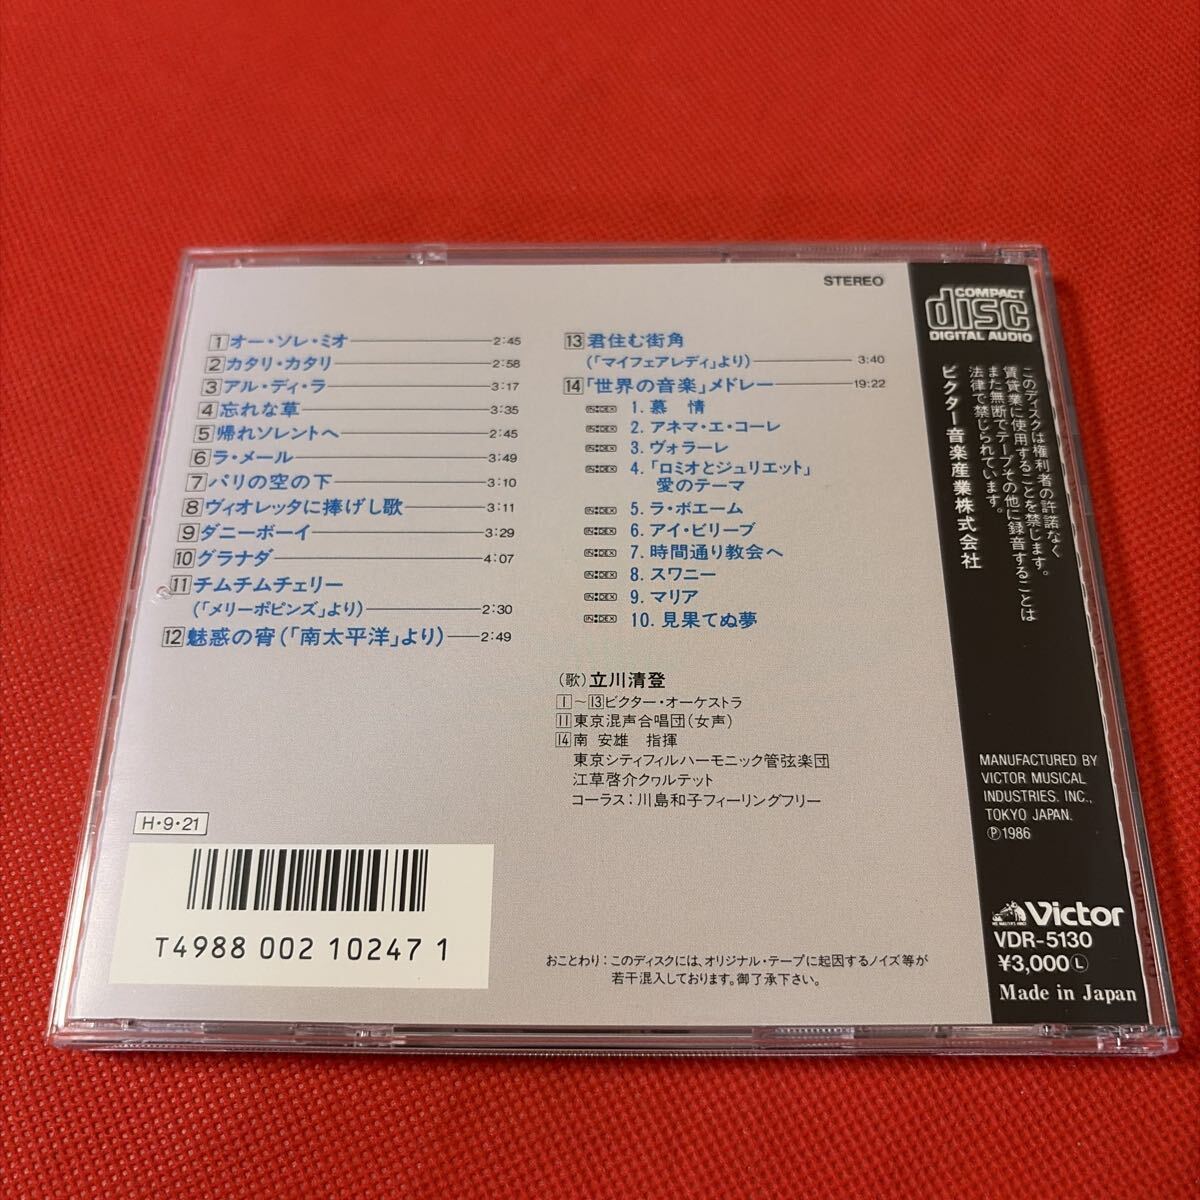 STEREO
1 オー・ソレ・ミオ 2:45
2 カタリ・カタリ 2:58
3 アル・ディ・ラ 3:17
4 忘れな草 3:35
5 帰れソレントへ 2:45
6 ラ・メール 3:49
7 パリの空の下 3:10
8 ヴィオレッタに捧げし歌 3:11
9 ダニーボーイ 3:29
10 グラナダ 4:07
11 チムチムチェリー
(「メリーポピンズ」より) 2:30
12 魅惑の宵(「南太平洋」より) 2:49
13 君住む街角
(「マイフェアレディ」より) 3:40
14 「世界の音楽」メドレー 19:22
INDEX 1. 慕 情
INDEX 2. アネマ・エ・コーレ
INDEX 3. ヴォラーレ
INDEX 4. 「ロミオとジュリエット」
愛のテーマ
INDEX 5. ラ・ボエーム
INDEX 6. アイ・ビリーブ
INDEX 7. 時間通り教会へ
INDEX 8. スワニー
INDEX 9. マリア
INDEX 10. 見果てぬ夢
(歌) 立川清登
1～13 ビクター・オーケストラ
11 東京混声合唱団(女声)
14 南 安雄 指揮
東京シティフィルハーモニック管弦楽団
江草啓介クヮルテット
コーラス：川島和子フィーリングフリー
H・9・21
T4988 002 10247 1
おことわり：このディスクには、オリジナル・テープに起因するノイズ等が
若干混入しております。御了承下さい。
COMPACT
disc
DIGITAL AUDIO
このディスクは権利者の許諾なく
賃貸業に使用することを禁じます。
また無断でテープその他に録音することは
法律で禁じられています。
ビクター音楽産業株式会社
MANUFACTURED BY
VICTOR MUSICAL
INDUSTRIES. INC.,
TOKYO JAPAN.
Ⓟ1986
Victor
VDR-5130
¥3,000Ⓛ
Made in Japan